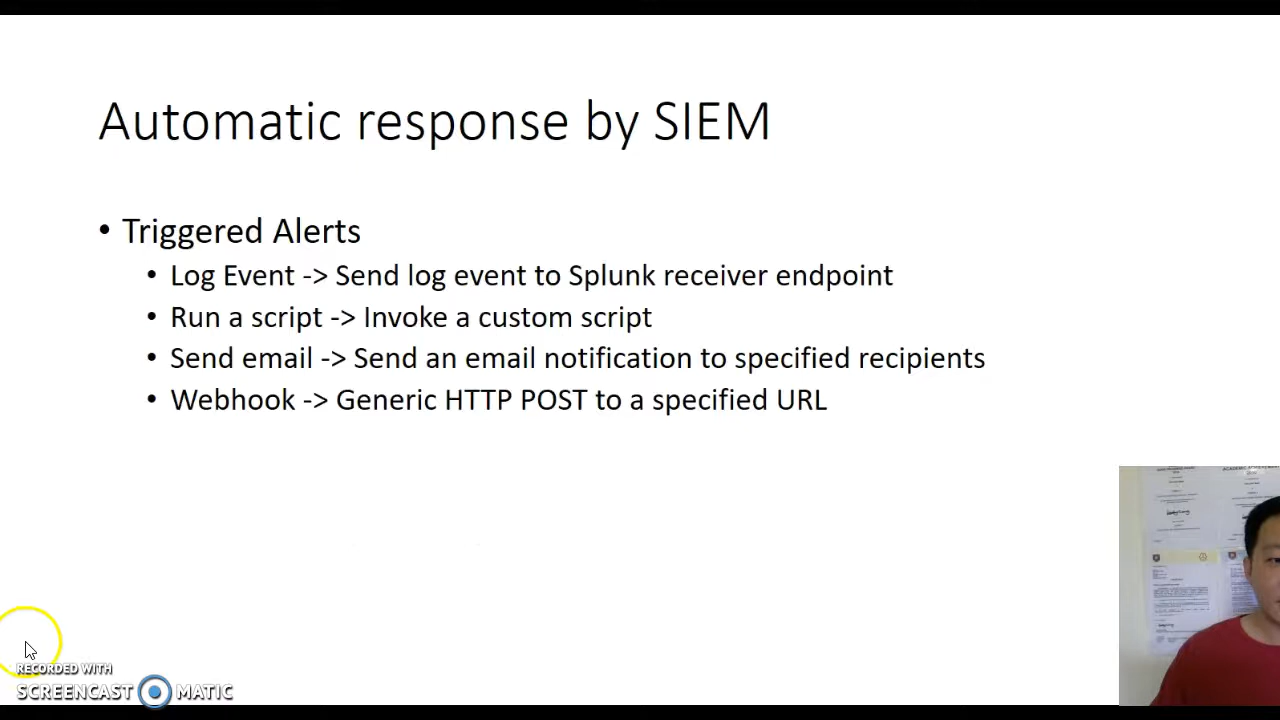 Automatic response by SIEM
• Triggered Alerts
• Log Event -> Send log event to Splunk receiver endpoint
• Run a script -> Invoke a custom script
• Send email -> Send an email notification to specified recipients
• Webhook -> Generic HTTP POST to a specified URL
RECORDED WITH
SCREENCAST MATIC